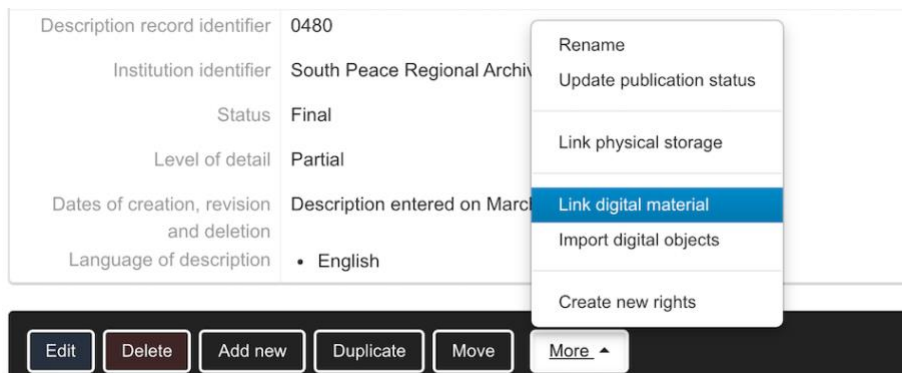 Description record identifier 0480
Institution identifier South Peace Regional
Status Final
Level of detail Partial
Dates of creation, revision and deletion Description entered on
Language of description • English
Rename
Update publication status
Link physical storage
Link digital material
Import digital objects
Create new rights
Edit Delete Add new Duplicate Move More